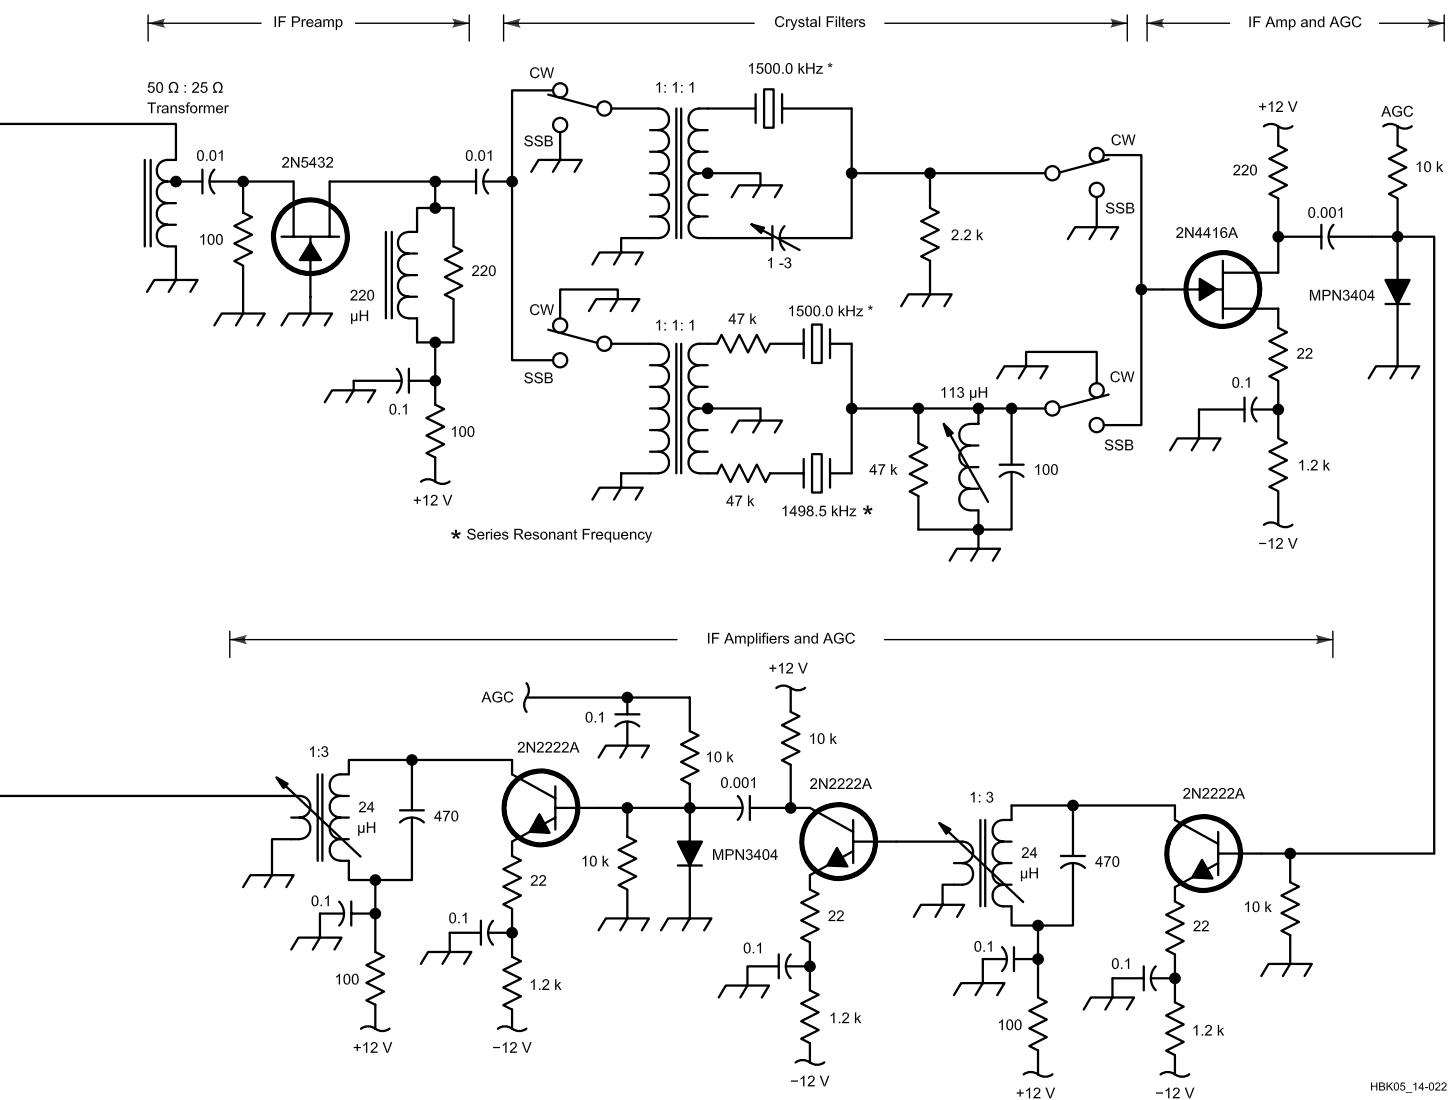 IF Preamp
Crystal Filters
IF Amp and AGC
50 Ω : 25 Ω
Transformer
0.01
2N5432
100
220
220
µH
0.1
100
+12 V
0.01
CW
SSB
1: 1: 1
1500.0 kHz *
1 -3
2.2 k
CW
SSB
CW
SSB
1: 1: 1
47 k
1500.0 kHz *
47 k
1498.5 kHz *
113 µH
47 k
100
CW
SSB
* Series Resonant Frequency
+12 V
AGC
220
10 k
0.001
2N4416A
MPN3404
22
0.1
1.2 k
−12 V
IF Amplifiers and AGC
+12 V
AGC
0.1
10 k
10 k
1:3
2N2222A
0.001
2N2222A
24
µH
470
10 k
MPN3404
22
0.1
0.1
100
1.2 k
+12 V
−12 V
22
0.1
1.2 k
−12 V
1: 3
2N2222A
24
µH
470
10 k
22
0.1
0.1
100
1.2 k
+12 V
−12 V
HBK05_14-022